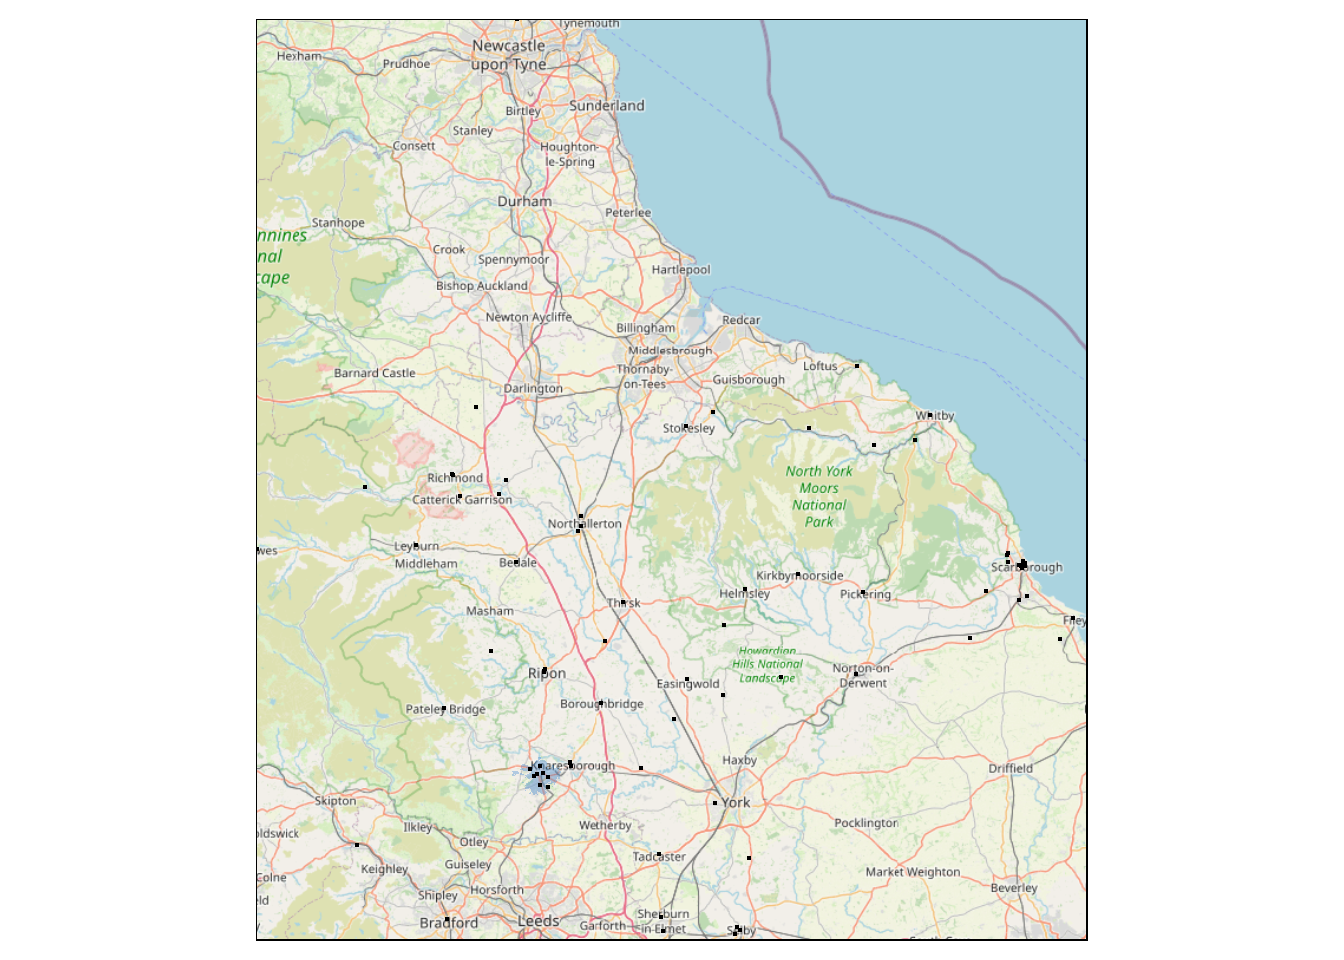 Tynemouth
Newcastle
upon Tyne
Hexham
Prudhoe
Sunderland
Birtley
Stanley
Consett
Houghton-
le-Spring
Durham
Peterlee
Stanhope
nnines
nal
cape
Crook
Spennymoor
Hartlepool
Bishop Auckland
Newton Aycliffe
Redcar
Billingham
Middlesbrough
Thornaby-
on-Tees
Loftus
Barnard Castle
Guisborough
Darlington
Whitby
Stokesley
North York
Moors
National
Park
Richmond
Catterick Garrison
Northallerton
wes
Leyburn
Middleham
Bedale
Scarborough
Kirkbymoorside
Helmsley
Pickering
Thirsk
Masham
Filey
Howardian
Hills National
Landscape
Ripon
Norton-on-
Derwent
Easingwold
Pateley Bridge
Boroughbridge
Knaresborough
Haxby
Driffield
Skipton
York
Ilkley
Wetherby
Pocklington
oldswick
Otley
Tadcaster
Keighley
Guiseley
Market Weighton
Colne
Beverley
Shipley
Horsforth
eld
Bradford
Leeds
Garforth
Sherburn
in Elmet
Selby